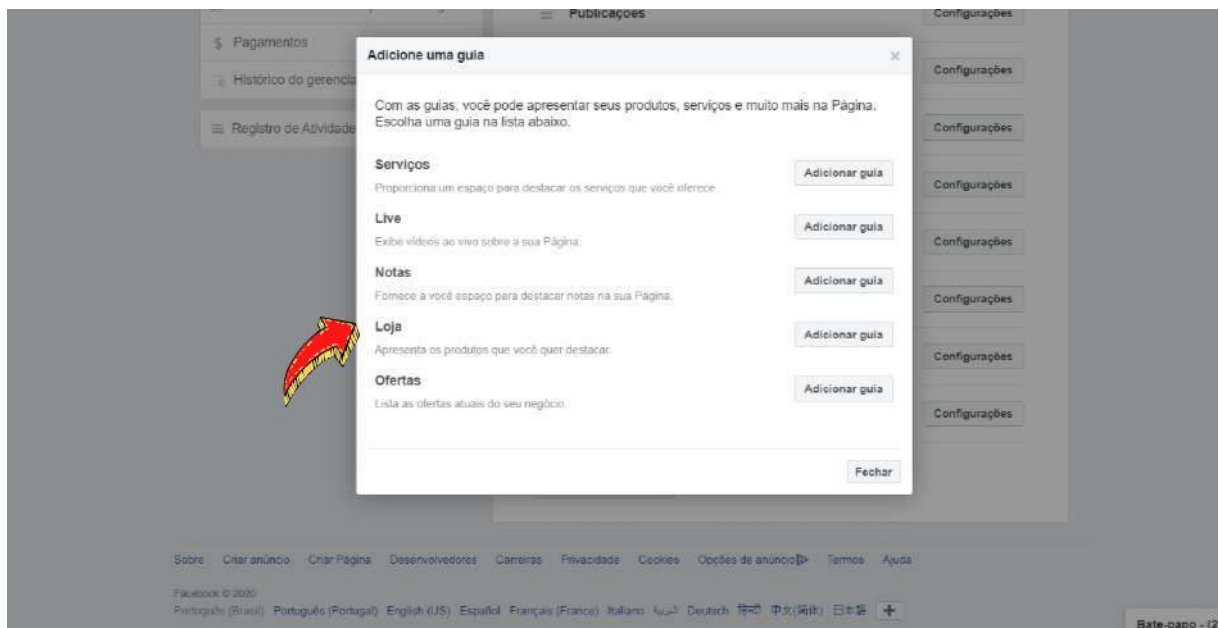 Publicações
Configurações
$ Pagamentos
Histórico do gerencia
Configurações
Registro de Atividade
Configurações
Adicione uma guia
Com as guias, você pode apresentar seus produtos, serviços e muito mais na Página.
Escolha uma guia na lista abaixo.
Serviços
Proporciona um espaço para destacar os serviços que você oferece
Adicionar guia
Configurações
Live
Exibe vídeos ao vivo sobre a sua Página.
Adicionar guia
Configurações
Notas
Fornece a você espaço para destacar notas na sua Página.
Adicionar guia
Configurações
Loja
Apresenta os produtos que você quer destacar.
Adicionar guia
Configurações
Ofertas
Lista as ofertas atuais do seu negócio.
Adicionar guia
Configurações
Fechar
Sobre Criar anúncio Criar Página Desenvolvedores Carreiras Privacidade Cookies Opções de anúncio Termos Ajuda
Facebook © 2020
Português (Brasil) Português (Portugal) English (US) Español Français (France) Italiano العربية Deutsch हिन्दी 中文(简体) 日本語 +
Bate-papo - (2